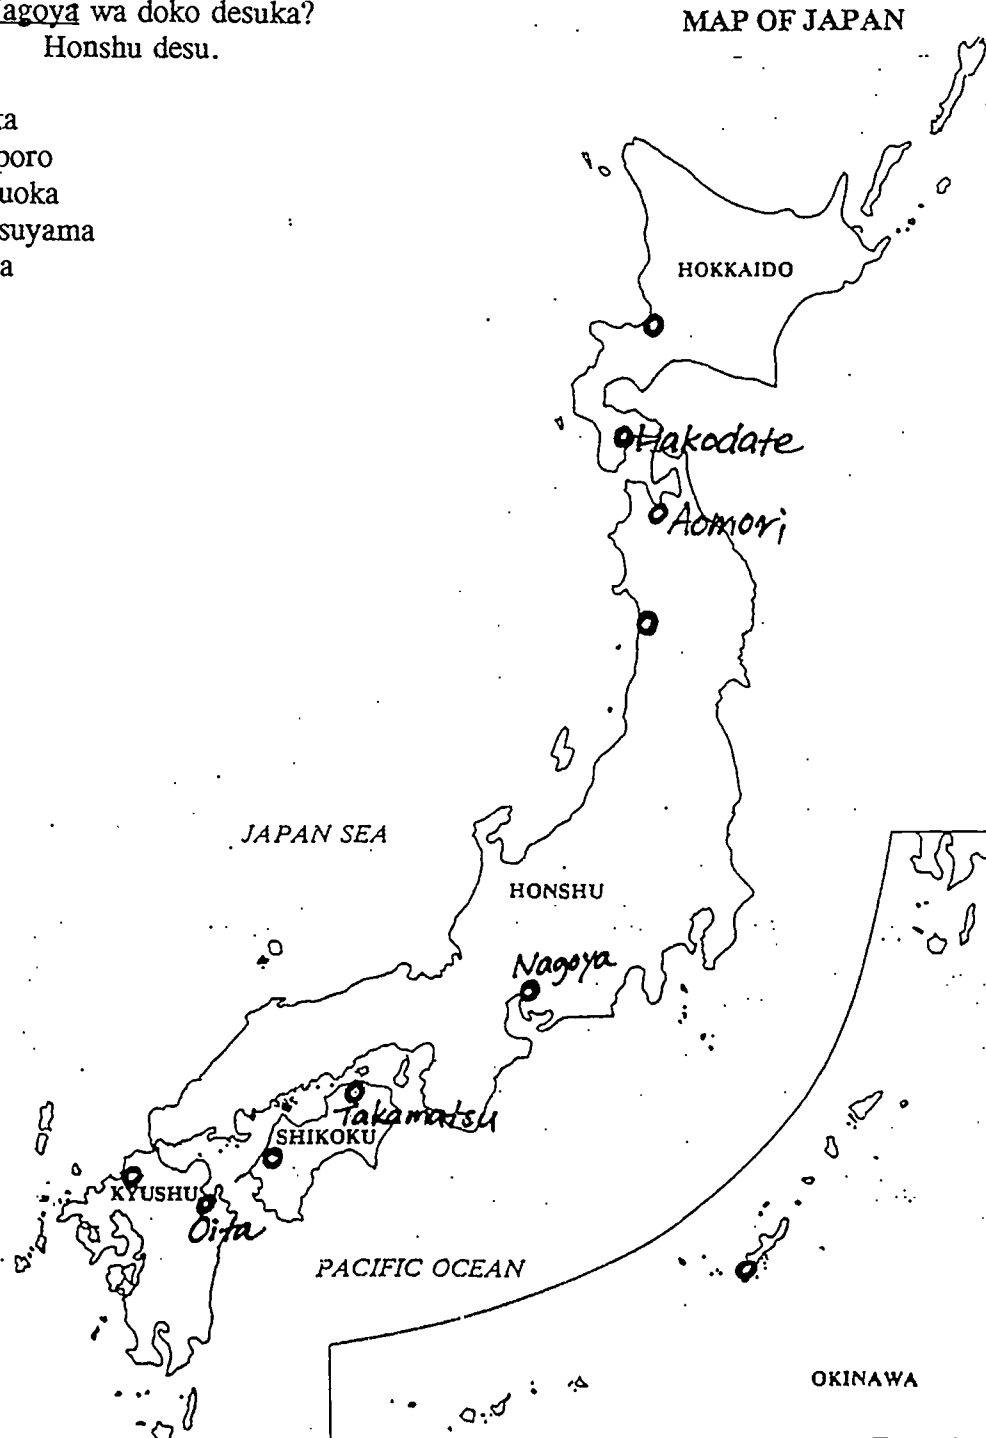 Nagoya wa doko desuka?
Honshu desu.
MAP OF JAPAN
ta
poro
uoka
suyama
a
HOKKAIDO
Hakodate
Aomori
JAPAN SEA
HONSHU
Nagoya
Takamatsu
SHIKOKU
KYUSHU
Oita
PACIFIC OCEAN
OKINAWA